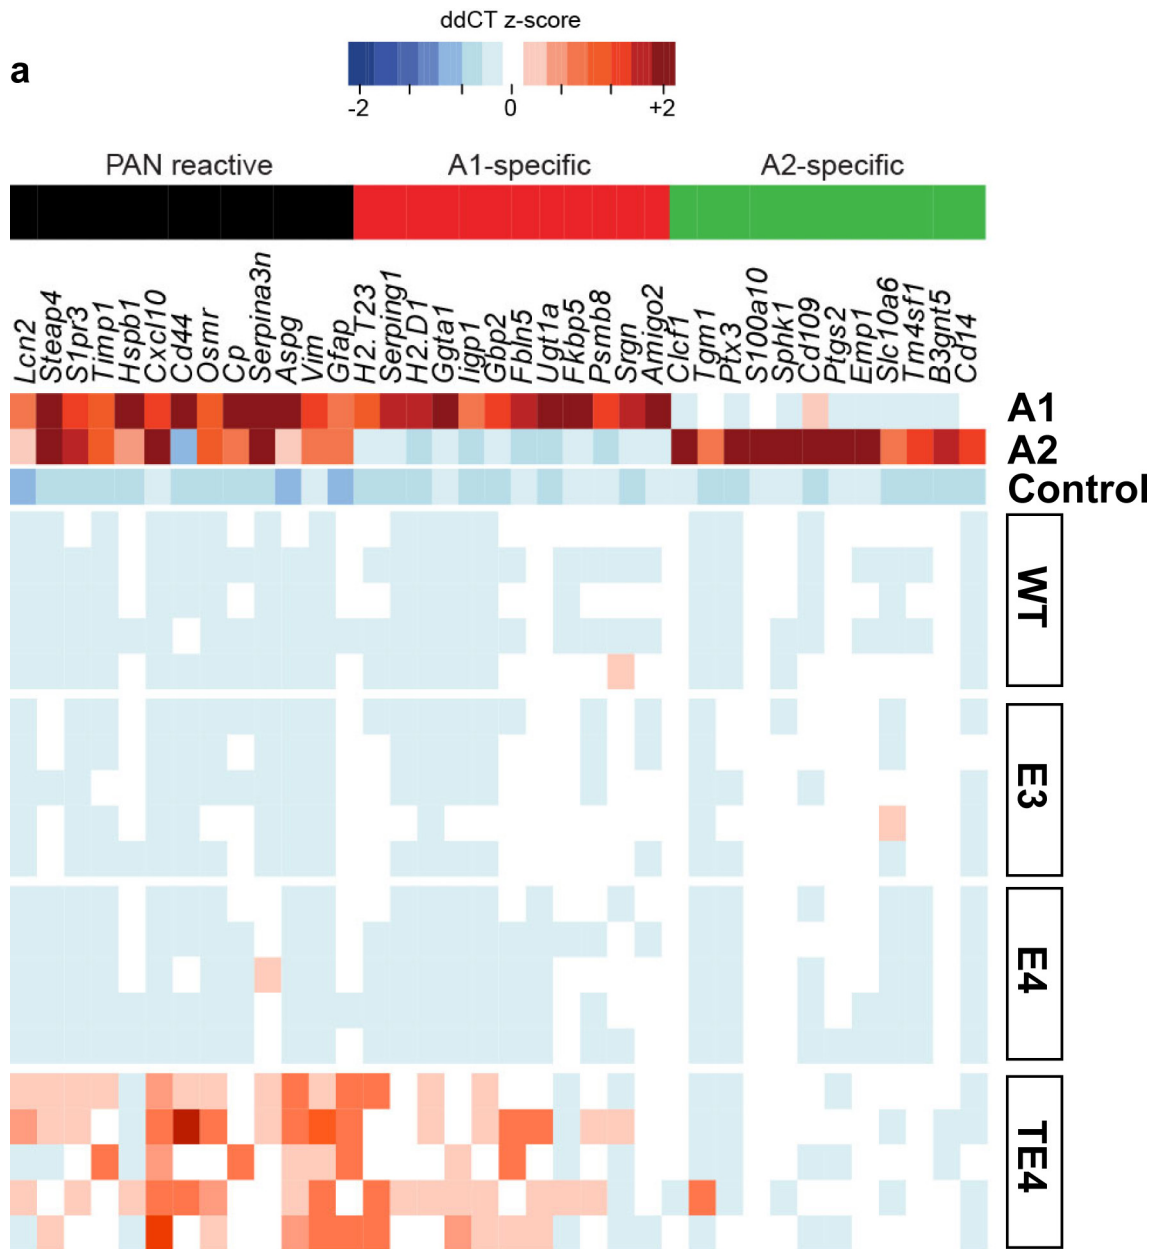 ddCT z-score
a
-2 0 +2
PAN reactive A1-specific A2-specific
Lcn2 Steap4 S1pr3 Timp1 Hspb1 Cxcl10 Cd44 Osmr Cp Serpina3n Aspg Vim Gfap H2.T23 Serping1 H2.D1 Ggta1 Iigp1 Gbp2 Fbln5 Ugt1a Fkbp5 Psmb8 Srgn Amigo2 Clcf1 Tgm1 Ptx3 S100a10 Sphk1 Cd109 Ptgs2 Emp1 Slc10a6 Tm4sf1 B3gnt5 Cd14
A1
A2
Control
WT
E3
E4
TE4